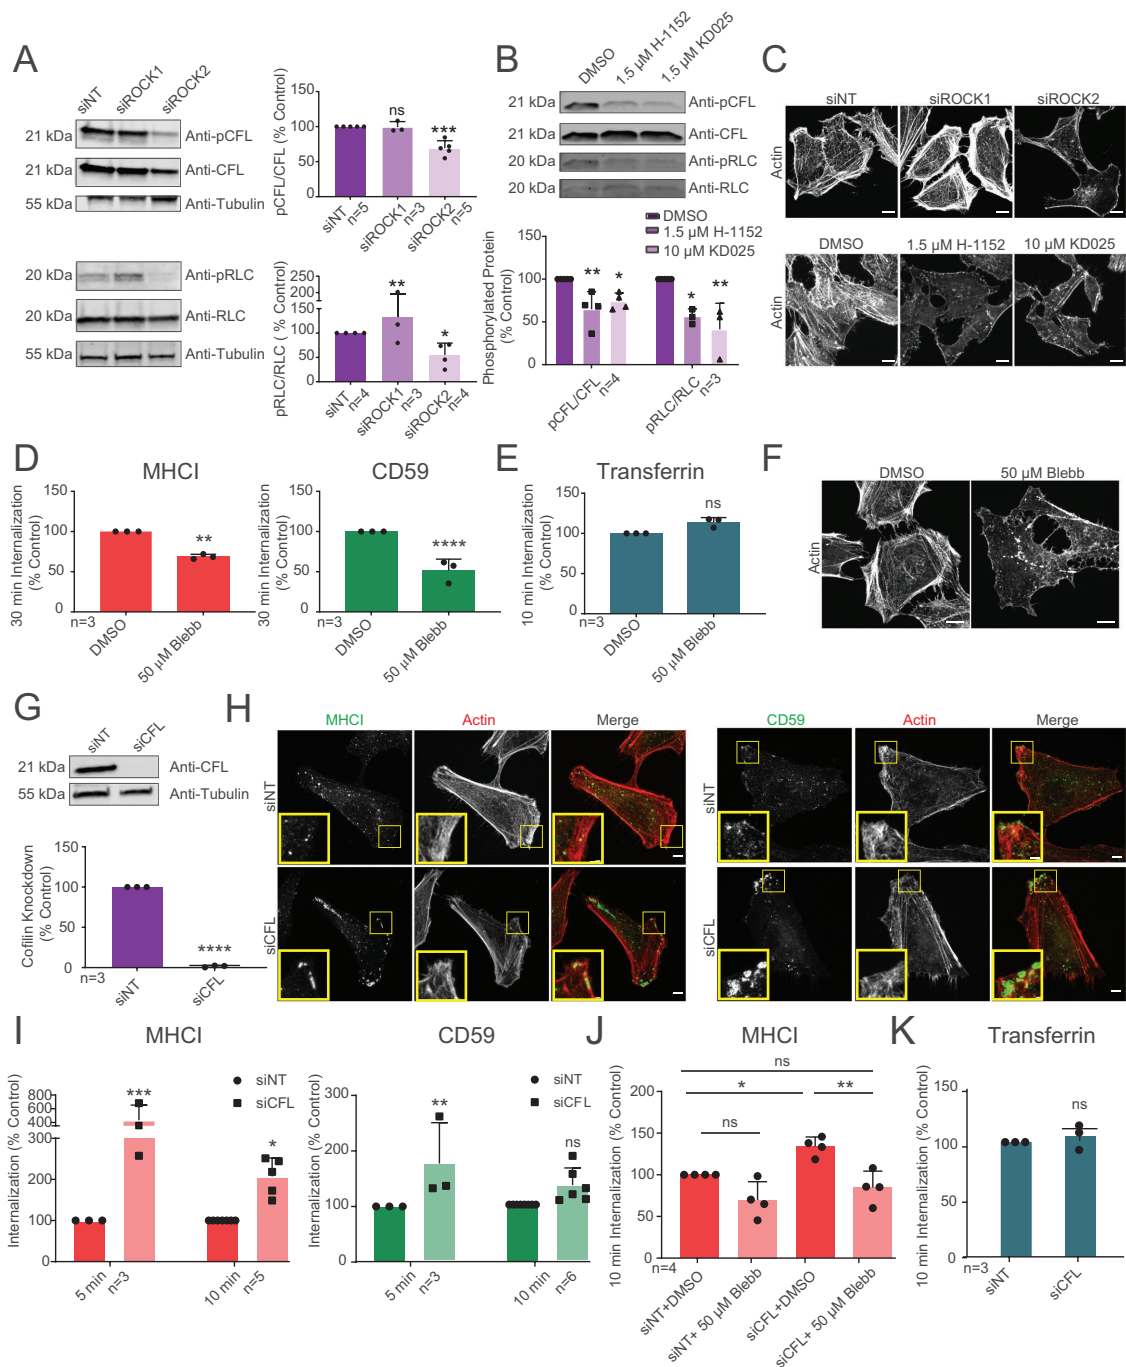 A
siNT
siROCK1
siROCK2
21 kDa
Anti-pCFL
21 kDa
Anti-CFL
55 kDa
Anti-Tubulin
pCFL/CFL (% Control)
150
100
50
0
ns
***
siNT
n=5
siROCK1
n=3
siROCK2
n=5
20 kDa
Anti-pRLC
20 kDa
Anti-RLC
55 kDa
Anti-Tubulin
pRLC/RLC ( % Control)
250
200
150
100
50
0
**
*
siNT
n=4
siROCK1
n=3
siROCK2
n=4
B
DMSO
1.5 µM H-1152
1.5 µM KD025
21 kDa
Anti-pCFL
21 kDa
Anti-CFL
20 kDa
Anti-pRLC
20 kDa
Anti-RLC
DMSO
1.5 µM H-1152
10 µM KD025
Phosphorylated Protein
(% Control)
150
100
50
0
**
*
*
**
pCFL/CFL
n=4
pRLC/RLC
n=3
C
siNT
siROCK1
siROCK2
Actin
DMSO
1.5 µM H-1152
10 µM KD025
Actin
D
MHCI
30 min Internalization
(% Control)
150
100
50
0
**
n=3
DMSO
50 µM Blebb
CD59
30 min Internalization
(% Control)
150
100
50
0
****
n=3
DMSO
50 µM Blebb
E
Transferrin
10 min Internalization
(% Control)
150
100
50
0
ns
n=3
DMSO
50 µM Blebb
F
DMSO
50 µM Blebb
Actin
G
siNT
siCFL
21 kDa
Anti-CFL
55 kDa
Anti-Tubulin
Cofilin Knockdown
(% Control)
150
100
50
0
****
n=3
siNT
siCFL
H
MHCI
Actin
Merge
siNT
siCFL
CD59
Actin
Merge
siNT
siCFL
I
MHCI
Internalization (% Control)
800
600
400
300
200
100
0
***
*
siNT
siCFL
5 min
n=3
10 min
n=5
CD59
Internalization (% Control)
300
200
100
0
**
ns
siNT
siCFL
5 min
n=3
10 min
n=6
J
MHCI
10 min Internalization (% Control)
200
150
100
50
0
ns
*
**
ns
n=4
siNT+DMSO
siNT+ 50 µM Blebb
siCFL+DMSO
siCFL+ 50 µM Blebb
K
Transferrin
10 min Internalization (% Control)
150
100
50
0
ns
n=3
siNT
siCFL